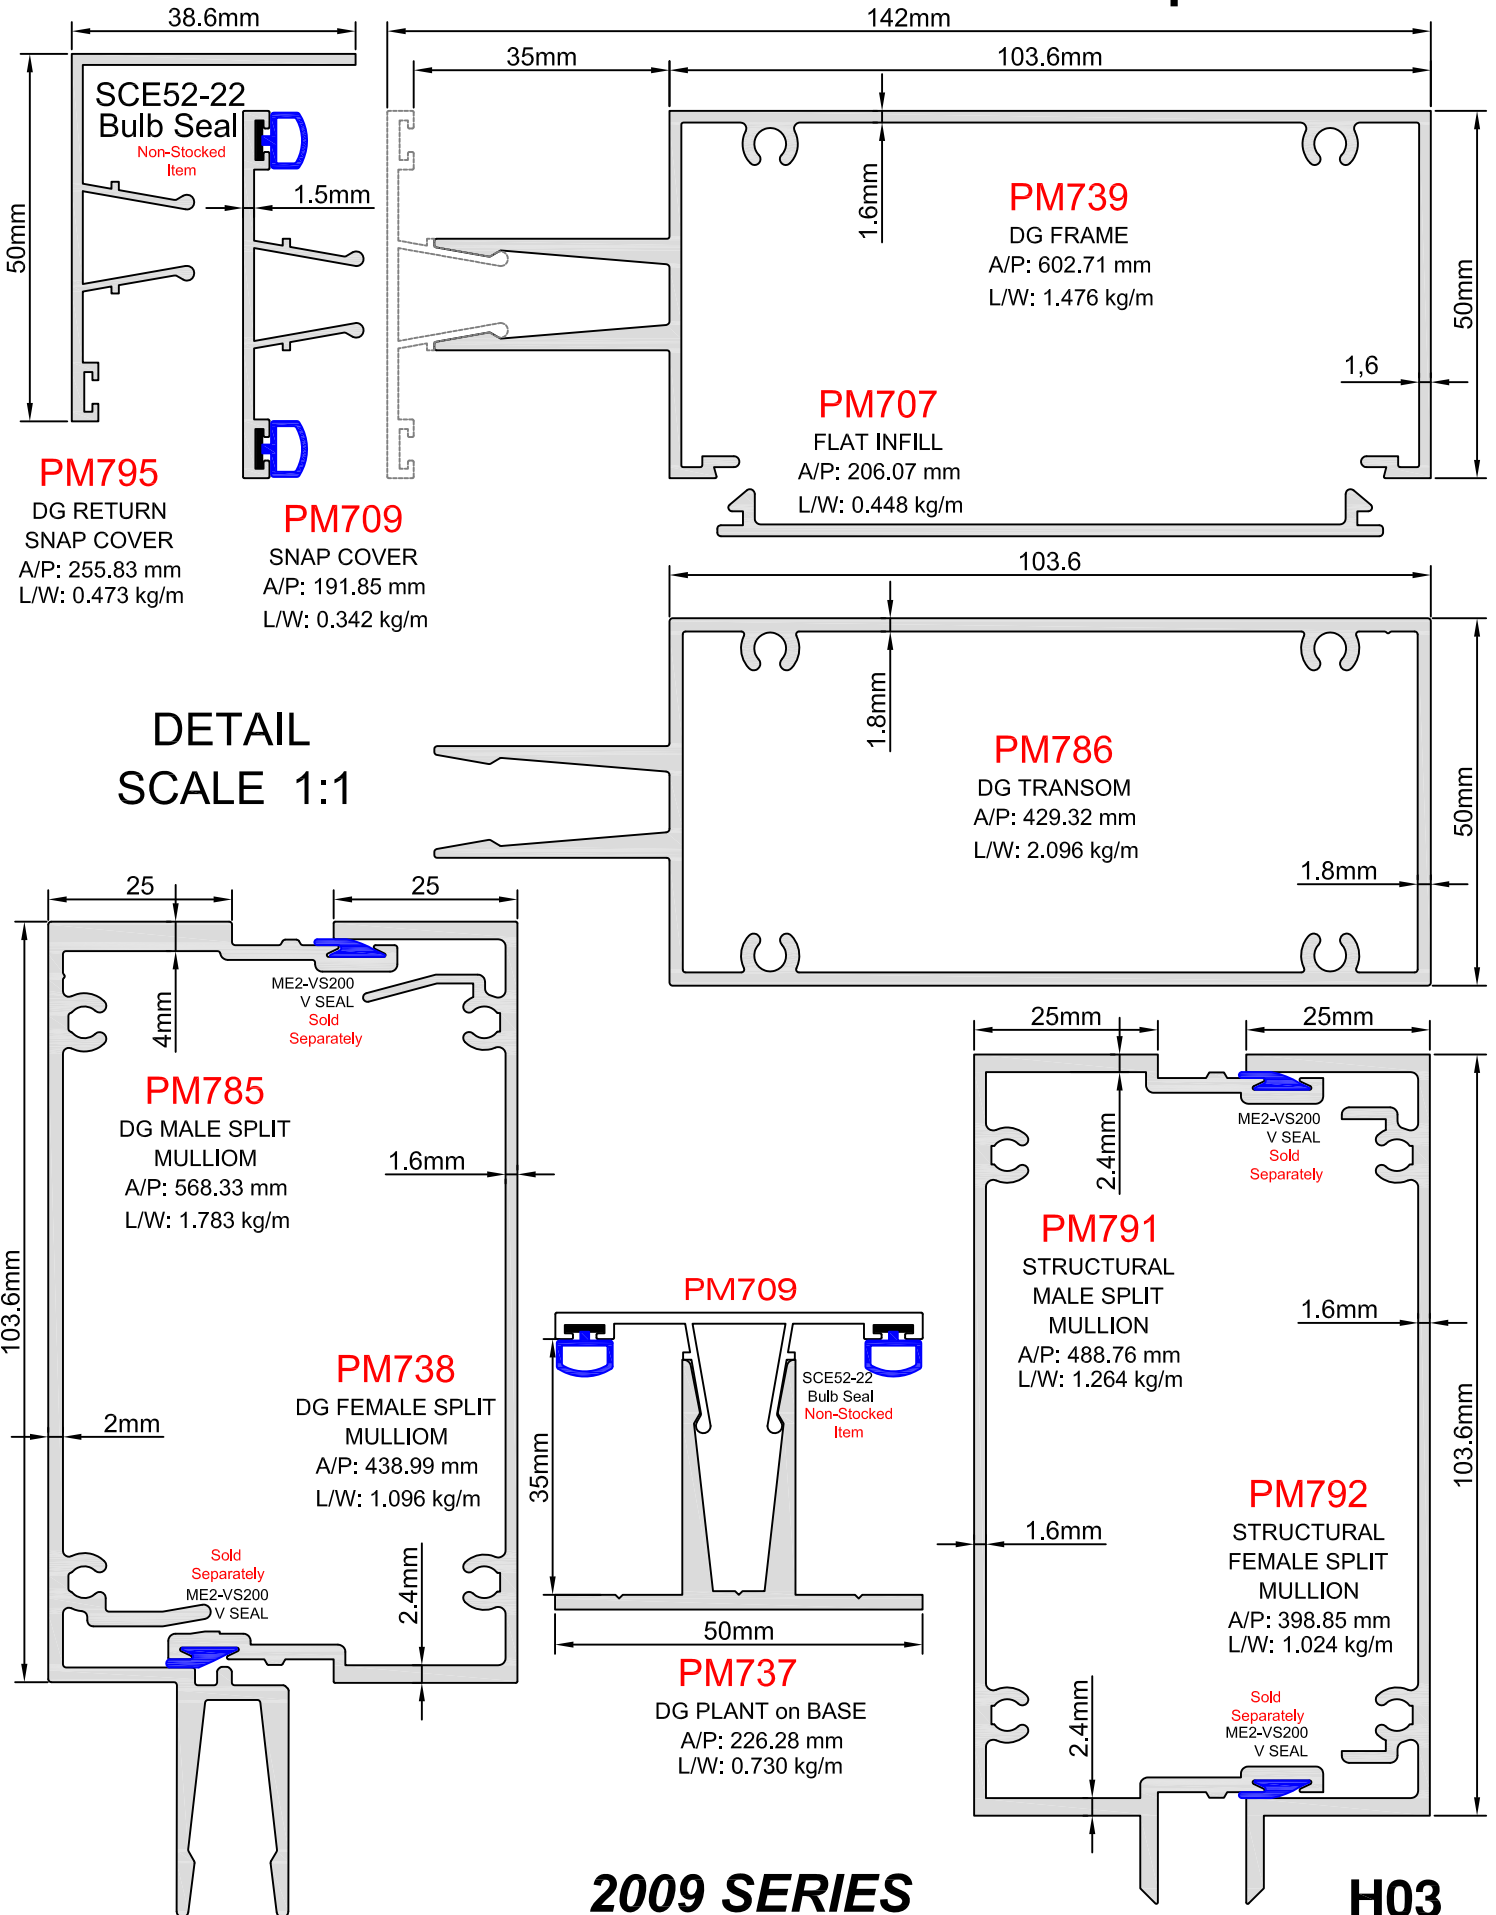 38.6mm
142mm
35mm
103.6mm
SCE52-22
Bulb Seal
Non-Stocked
Item
1.5mm
50mm
1.6mm
PM739
DG FRAME
A/P: 602.71 mm
L/W: 1.476 kg/m
50mm
1,6
PM707
FLAT INFILL
A/P: 206.07 mm
L/W: 0.448 kg/m
PM795
DG RETURN
SNAP COVER
A/P: 255.83 mm
L/W: 0.473 kg/m
PM709
SNAP COVER
A/P: 191.85 mm
L/W: 0.342 kg/m
103.6
1.8mm
PM786
DG TRANSOM
A/P: 429.32 mm
L/W: 2.096 kg/m
50mm
1.8mm
DETAIL
SCALE 1:1
25
25
4mm
ME2-VS200
V SEAL
Sold
Separately
PM785
DG MALE SPLIT
MULLIOM
A/P: 568.33 mm
L/W: 1.783 kg/m
1.6mm
103.6mm
PM738
DG FEMALE SPLIT
MULLIOM
A/P: 438.99 mm
L/W: 1.096 kg/m
2mm
Sold
Separately
ME2-VS200
V SEAL
2.4mm
PM709
SCE52-22
Bulb Seal
Non-Stocked
Item
35mm
50mm
PM737
DG PLANT on BASE
A/P: 226.28 mm
L/W: 0.730 kg/m
25mm
25mm
2.4mm
ME2-VS200
V SEAL
Sold
Separately
PM791
STRUCTURAL
MALE SPLIT
MULLION
A/P: 488.76 mm
L/W: 1.264 kg/m
1.6mm
103.6mm
1.6mm
PM792
STRUCTURAL
FEMALE SPLIT
MULLION
A/P: 398.85 mm
L/W: 1.024 kg/m
2.4mm
Sold
Separately
ME2-VS200
V SEAL
2009 SERIES
H03